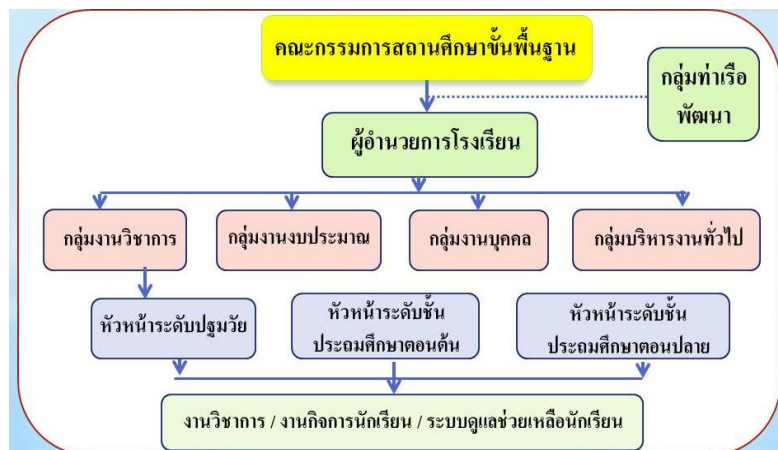 คณะกรรมการสถานศึกษาขั้นพื้นฐาน
กลุ่มท่าเรือ
พัฒนา
ผู้อำนวยการโรงเรียน
กลุ่มงานวิชาการ
กลุ่มงานงบประมาณ
กลุ่มงานบุคคล
กลุ่มบริหารงานทั่วไป
หัวหน้าระดับปฐมวัย
หัวหน้าระดับชั้น
ประถมศึกษาตอนต้น
หัวหน้าระดับชั้น
ประถมศึกษาตอนปลาย
งานวิชาการ / งานกิจการนักเรียน / ระบบดูแลช่วยเหลือนักเรียน